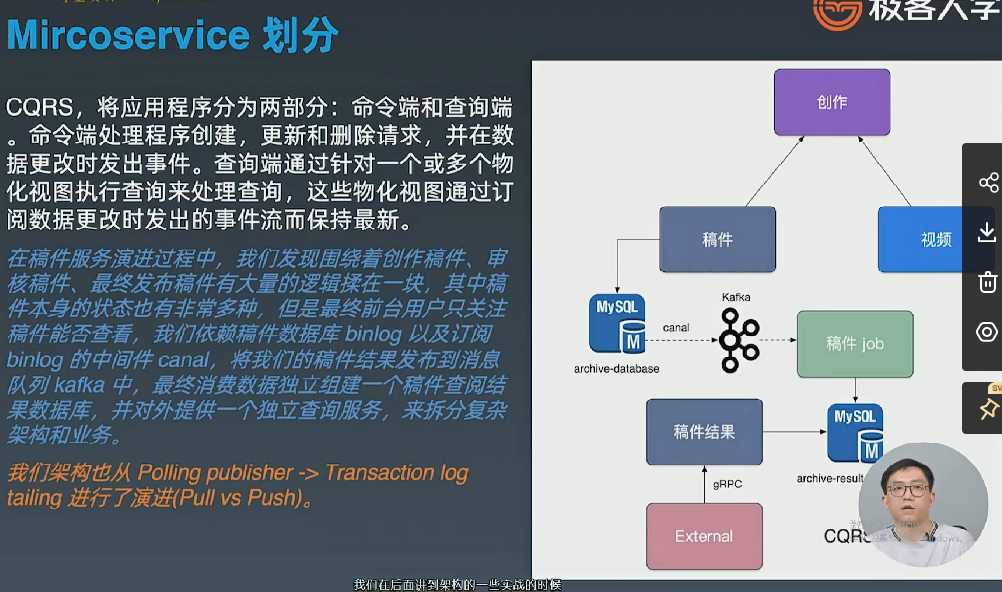 极客大学
Mircoservice 划分
CQRS，将应用程序分为两部分：命令端和查询端
。命令端处理程序创建，更新和删除请求，并在数
据更改时发出事件。查询端通过针对一个或多个物
化视图执行查询来处理查询，这些物化视图通过订
阅数据更改时发出的事件流而保持最新。
在稿件服务演进过程中，我们发现围绕着创作稿件、审
核稿件、最终发布稿件有大量的逻辑揉在一块，其中稿
件本身的状态也有非常多种，但是最终前台用户只关注
稿件能否查看，我们依赖稿件数据库 binlog 以及订阅
binlog 的中间件 canal，将我们的稿件结果发布到消息
队列 kafka 中，最终消费数据独立组建一个稿件查阅结
果数据库，并对外提供一个独立查询服务，来拆分复杂
架构和业务。
我们架构也从 Polling publisher -> Transaction log
tailing 进行了演进(Pull vs Push)。
创作
稿件
视频
MySQL
M
archive-database
canal
Kafka
稿件 job
稿件结果
MySQL
M
archive-result
gRPC
External
CQRS
我们在后面讲到架构的一些实战的时候